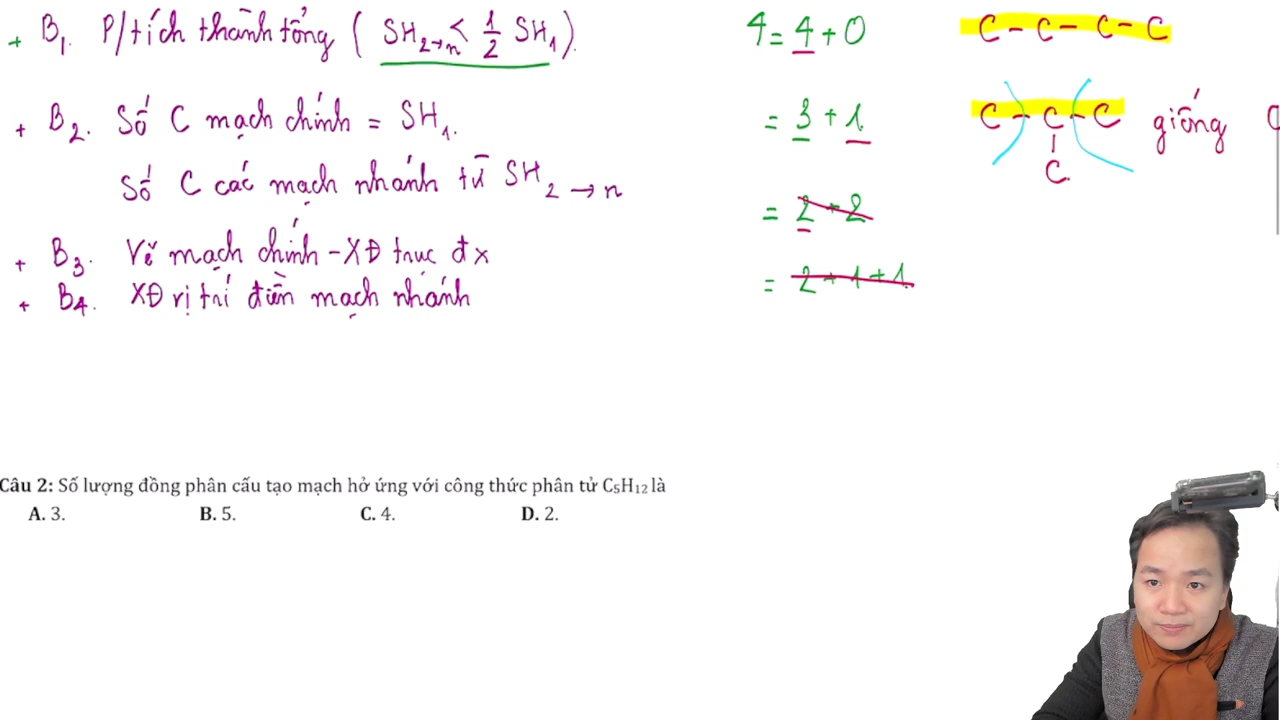 + B1. P/tích thành tổng ( SH2→n < 1/2 SH1).
+ B2. Số C mạch chính = SH1.
Số C các mạch nhánh từ SH2→n
+ B3. Vẽ mạch chính - XĐ trục đx
+ B4. XĐ vị trí điền mạch nhánh
4 = 4 + 0
= 3 + 1
= 2 + 2
= 2 + 1 + 1
C - C - C - C
C - C - C giống C
C
Câu 2: Số lượng đồng phân cấu tạo mạch hở ứng với công thức phân tử C₅H₁₂ là
A. 3. B. 5. C. 4. D. 2.